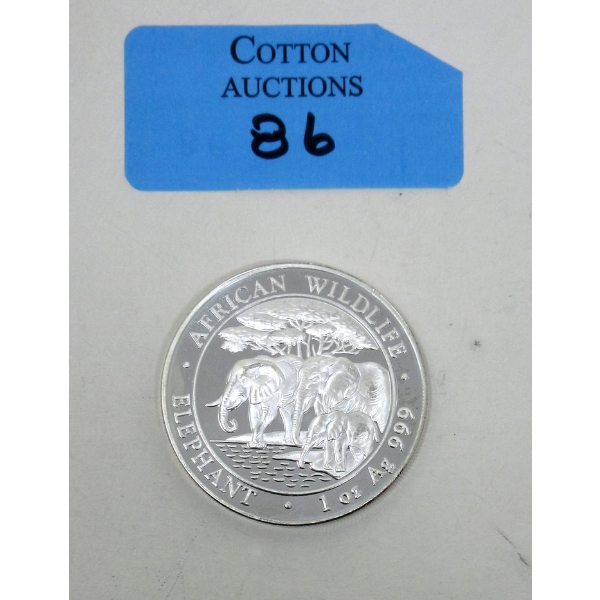 COTTON
AUCTIONS
86
AFRICAN WILDLIFE
ELEPHANT • 1 oz Ag 999